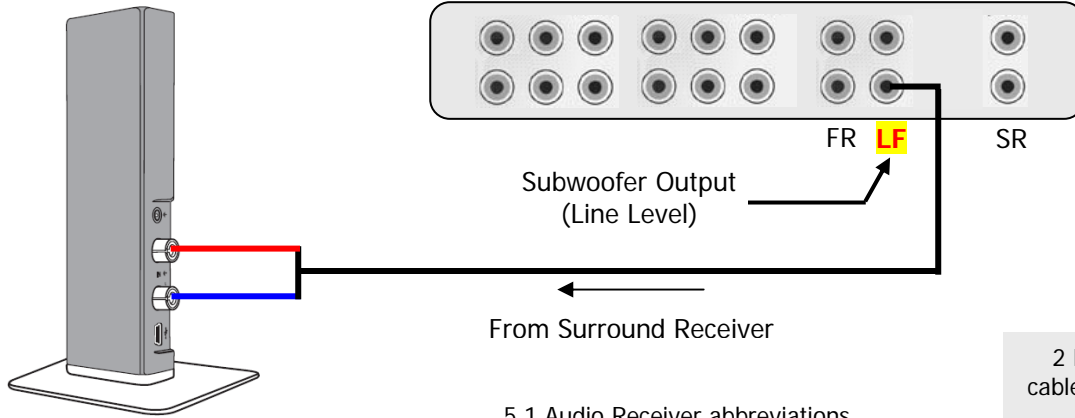 FR LF SR
Subwoofer Output
(Line Level)
From Surround Receiver
2
cable
5.1 Audio Receiver abbreviations